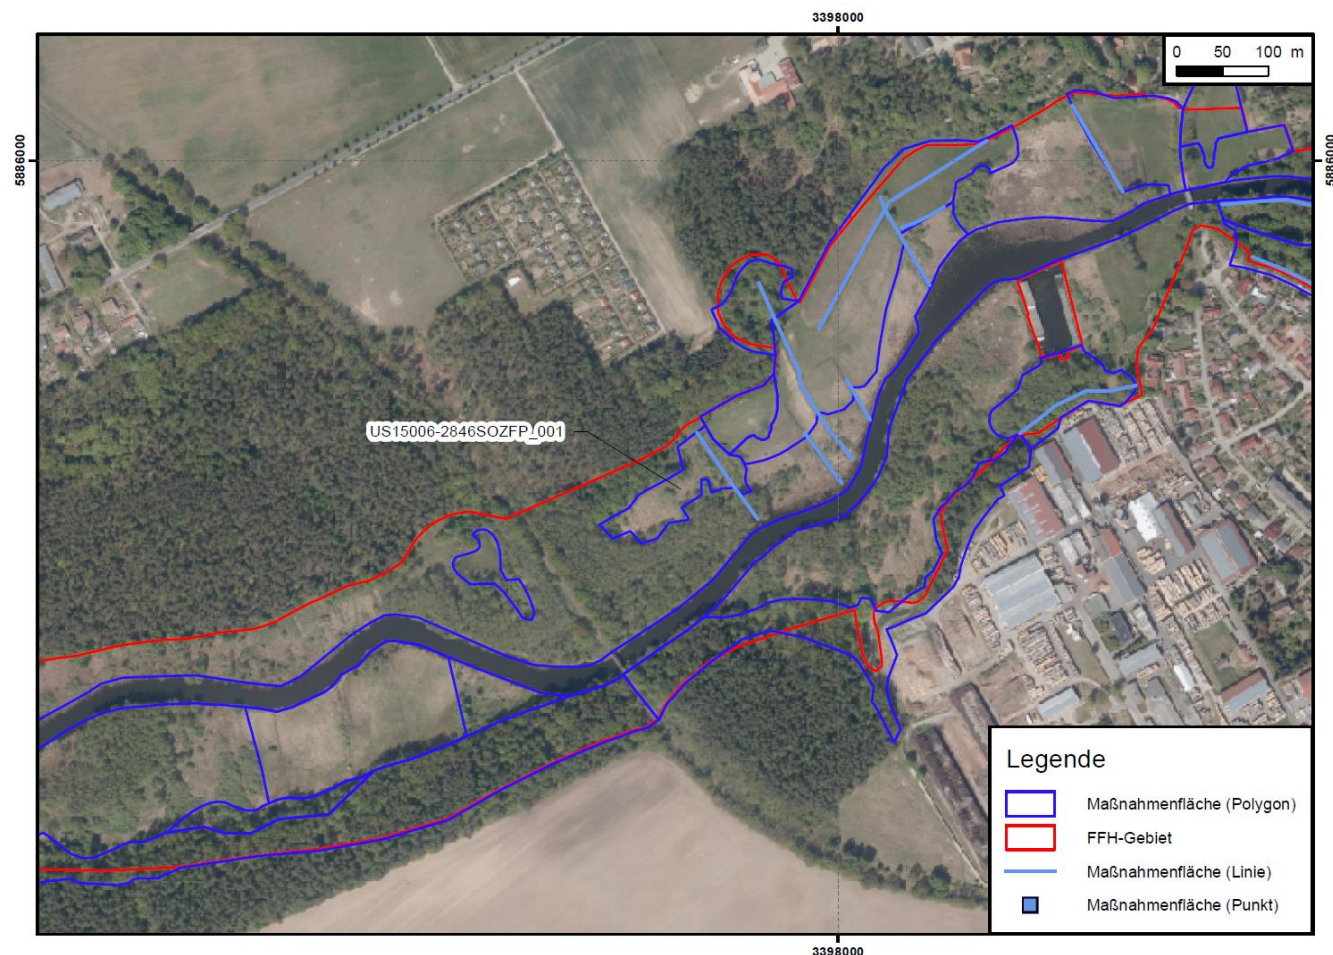 3398000
0 50 100 m
5886000
5886000
US15006-2846SOZFP_001
Legende
Maßnahmenfläche (Polygon)
FFH-Gebiet
Maßnahmenfläche (Linie)
Maßnahmenfläche (Punkt)
3398000